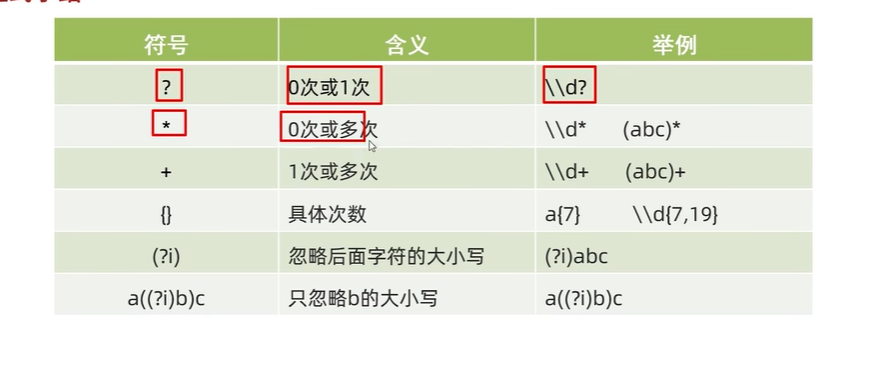 符号 含义 举例
? 0次或1次 \\d?
* 0次或多次 \\d* (abc)*
+ 1次或多次 \\d+ (abc)+
{} 具体次数 a{7} \\d{7,19}
(?i) 忽略后面字符的大小写 (?i)abc
a((?i)b)c 只忽略b的大小写 a((?i)b)c